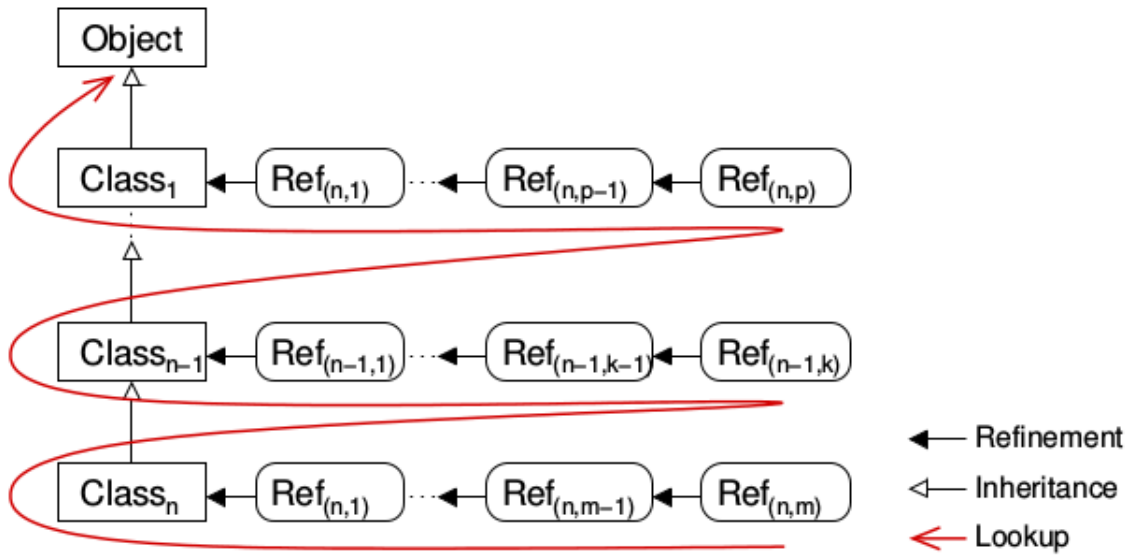 Object
Class₁ Ref₍n,1₎ Ref₍n,p−1₎ Ref₍n,p₎
Classₙ₋₁ Ref₍n−1,1₎ Ref₍n−1,k−1₎ Ref₍n−1,k₎
Classₙ Ref₍n,1₎ Ref₍n,m−1₎ Ref₍n,m₎
Refinement
Inheritance
Lookup